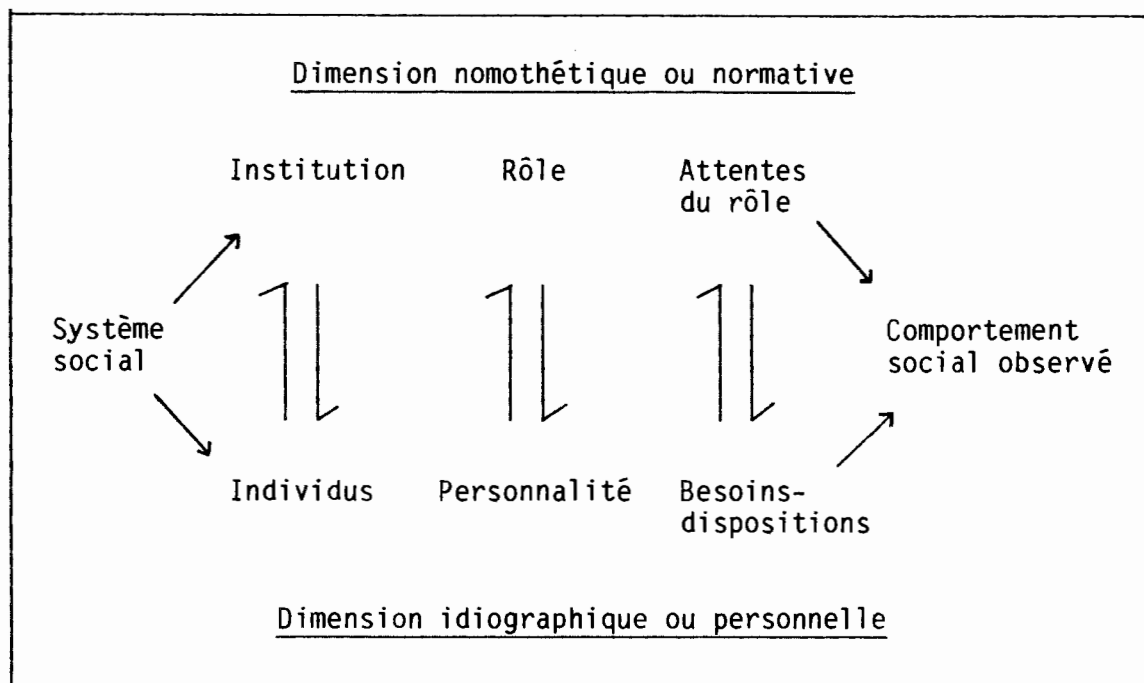 Dimension nomothétique ou normative
Institution Rôle Attentes
du rôle
Système
social
Comportement
social observé
Individus Personnalité Besoins-
dispositions
Dimension idiographique ou personnelle